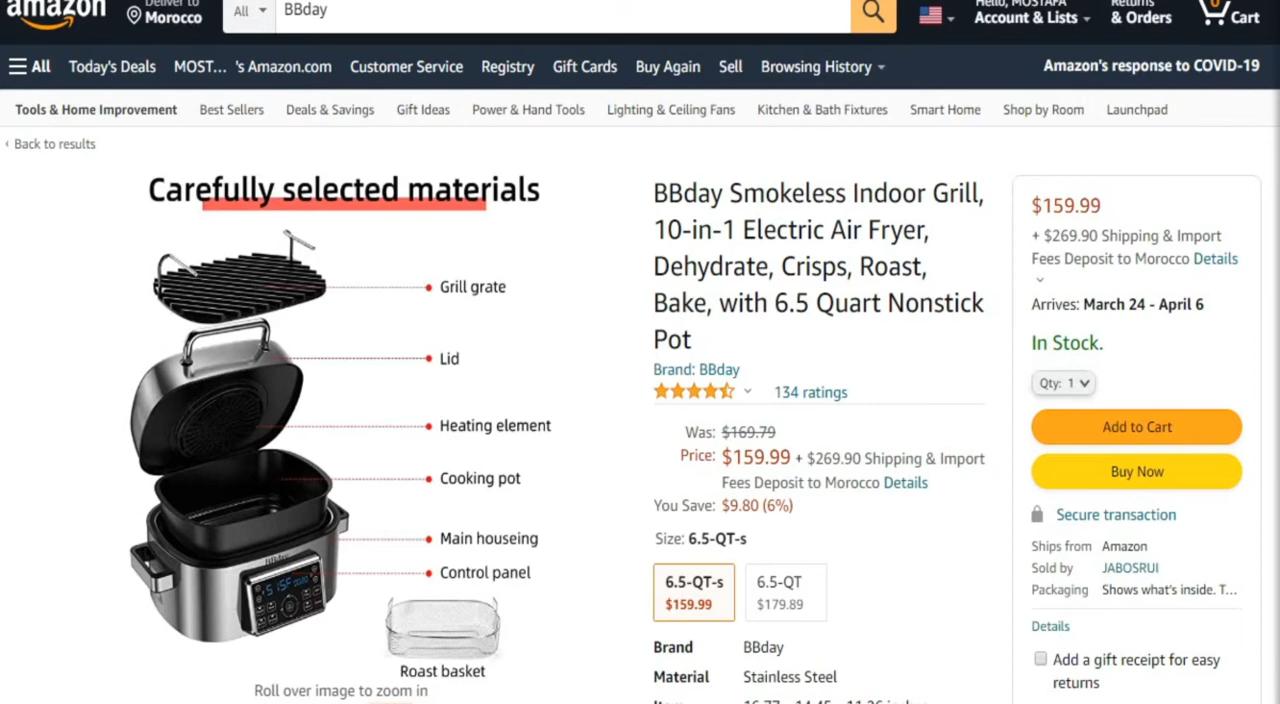 amazon
Deliver to
Morocco
All
BBday
Hello, MOSTAFA
Account & Lists
Returns
& Orders
0
Cart
All
Today's Deals
MOST... 's Amazon.com
Customer Service
Registry
Gift Cards
Buy Again
Sell
Browsing History
Amazon's response to COVID-19
Tools & Home Improvement
Best Sellers
Deals & Savings
Gift Ideas
Power & Hand Tools
Lighting & Ceiling Fans
Kitchen & Bath Fixtures
Smart Home
Shop by Room
Launchpad
‹ Back to results
Carefully selected materials
Grill grate
Lid
Heating element
Cooking pot
Main houseing
Control panel
Roast basket
Roll over image to zoom in
BBday Smokeless Indoor Grill,
10-in-1 Electric Air Fryer,
Dehydrate, Crisps, Roast,
Bake, with 6.5 Quart Nonstick
Pot
Brand: BBday
134 ratings
Was: $169.79
Price: $159.99 + $269.90 Shipping & Import
Fees Deposit to Morocco Details
You Save: $9.80 (6%)
Size: 6.5-QT-s
6.5-QT-s
$159.99
6.5-QT
$179.89
Brand BBday
Material Stainless Steel
$159.99
+ $269.90 Shipping & Import
Fees Deposit to Morocco Details
Arrives: March 24 - April 6
In Stock.
Qty: 1
Add to Cart
Buy Now
Secure transaction
Ships from Amazon
Sold by JABOSRUI
Packaging Shows what's inside. T...
Details
Add a gift receipt for easy
returns